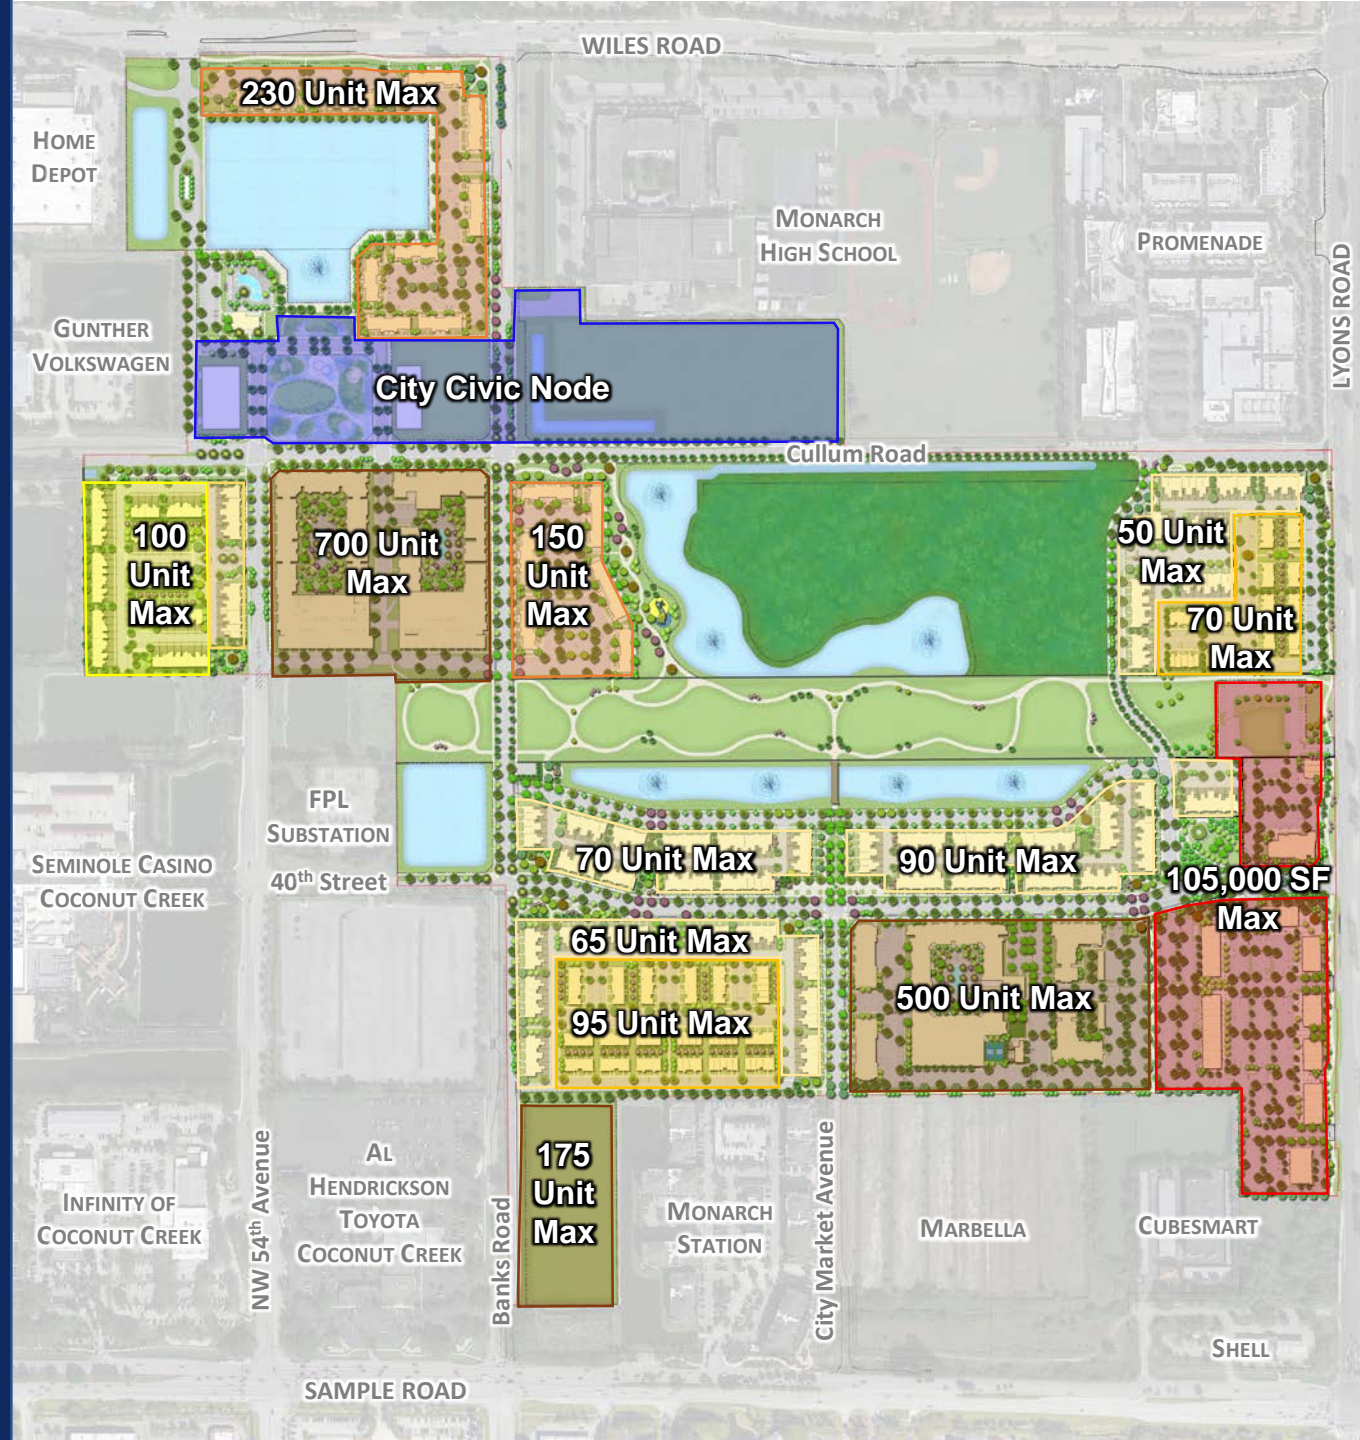 WILES ROAD
230 Unit Max
HOME
DEPOT
MONARCH
HIGH SCHOOL
PROMENADE
LYONS ROAD
GUNTHER
VOLKSWAGEN
City Civic Node
Cullum Road
100
Unit
Max
700 Unit
Max
150
Unit
Max
50 Unit
Max
70 Unit
Max
FPL
SUBSTATION
40th Street
SEMINOLE CASINO
COCONUT CREEK
70 Unit Max
90 Unit Max
105,000 SF
Max
65 Unit Max
95 Unit Max
500 Unit Max
175
Unit
Max
NW 54th Avenue
AL
HENDRICKSON
TOYOTA
COCONUT CREEK
INFINITY OF
COCONUT CREEK
Banks Road
MONARCH
STATION
City Market Avenue
MARBELLA
CUBESMART
SHELL
SAMPLE ROAD